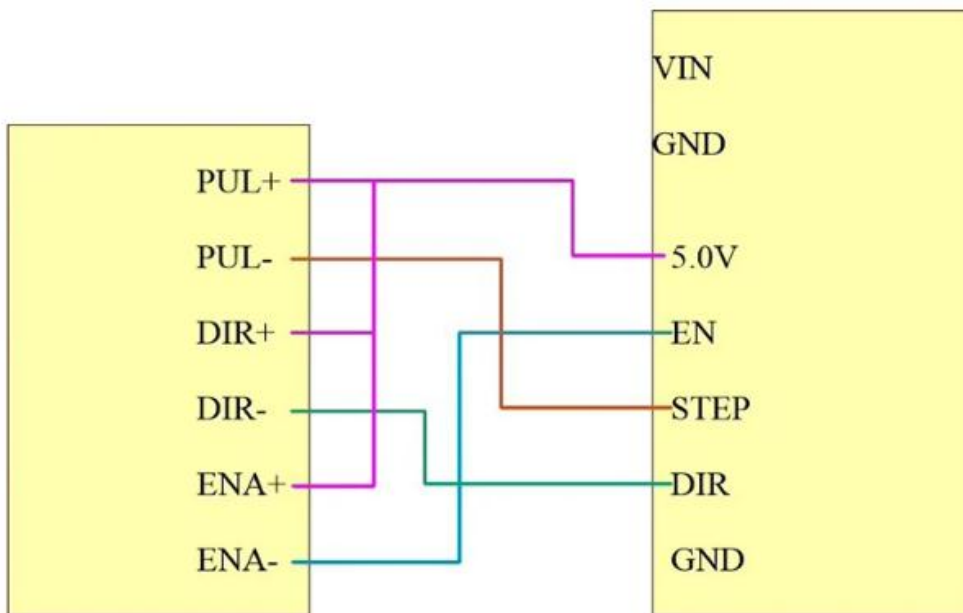 PUL+
PUL-
DIR+
DIR-
ENA+
ENA-
VIN
GND
5.0V
EN
STEP
DIR
GND